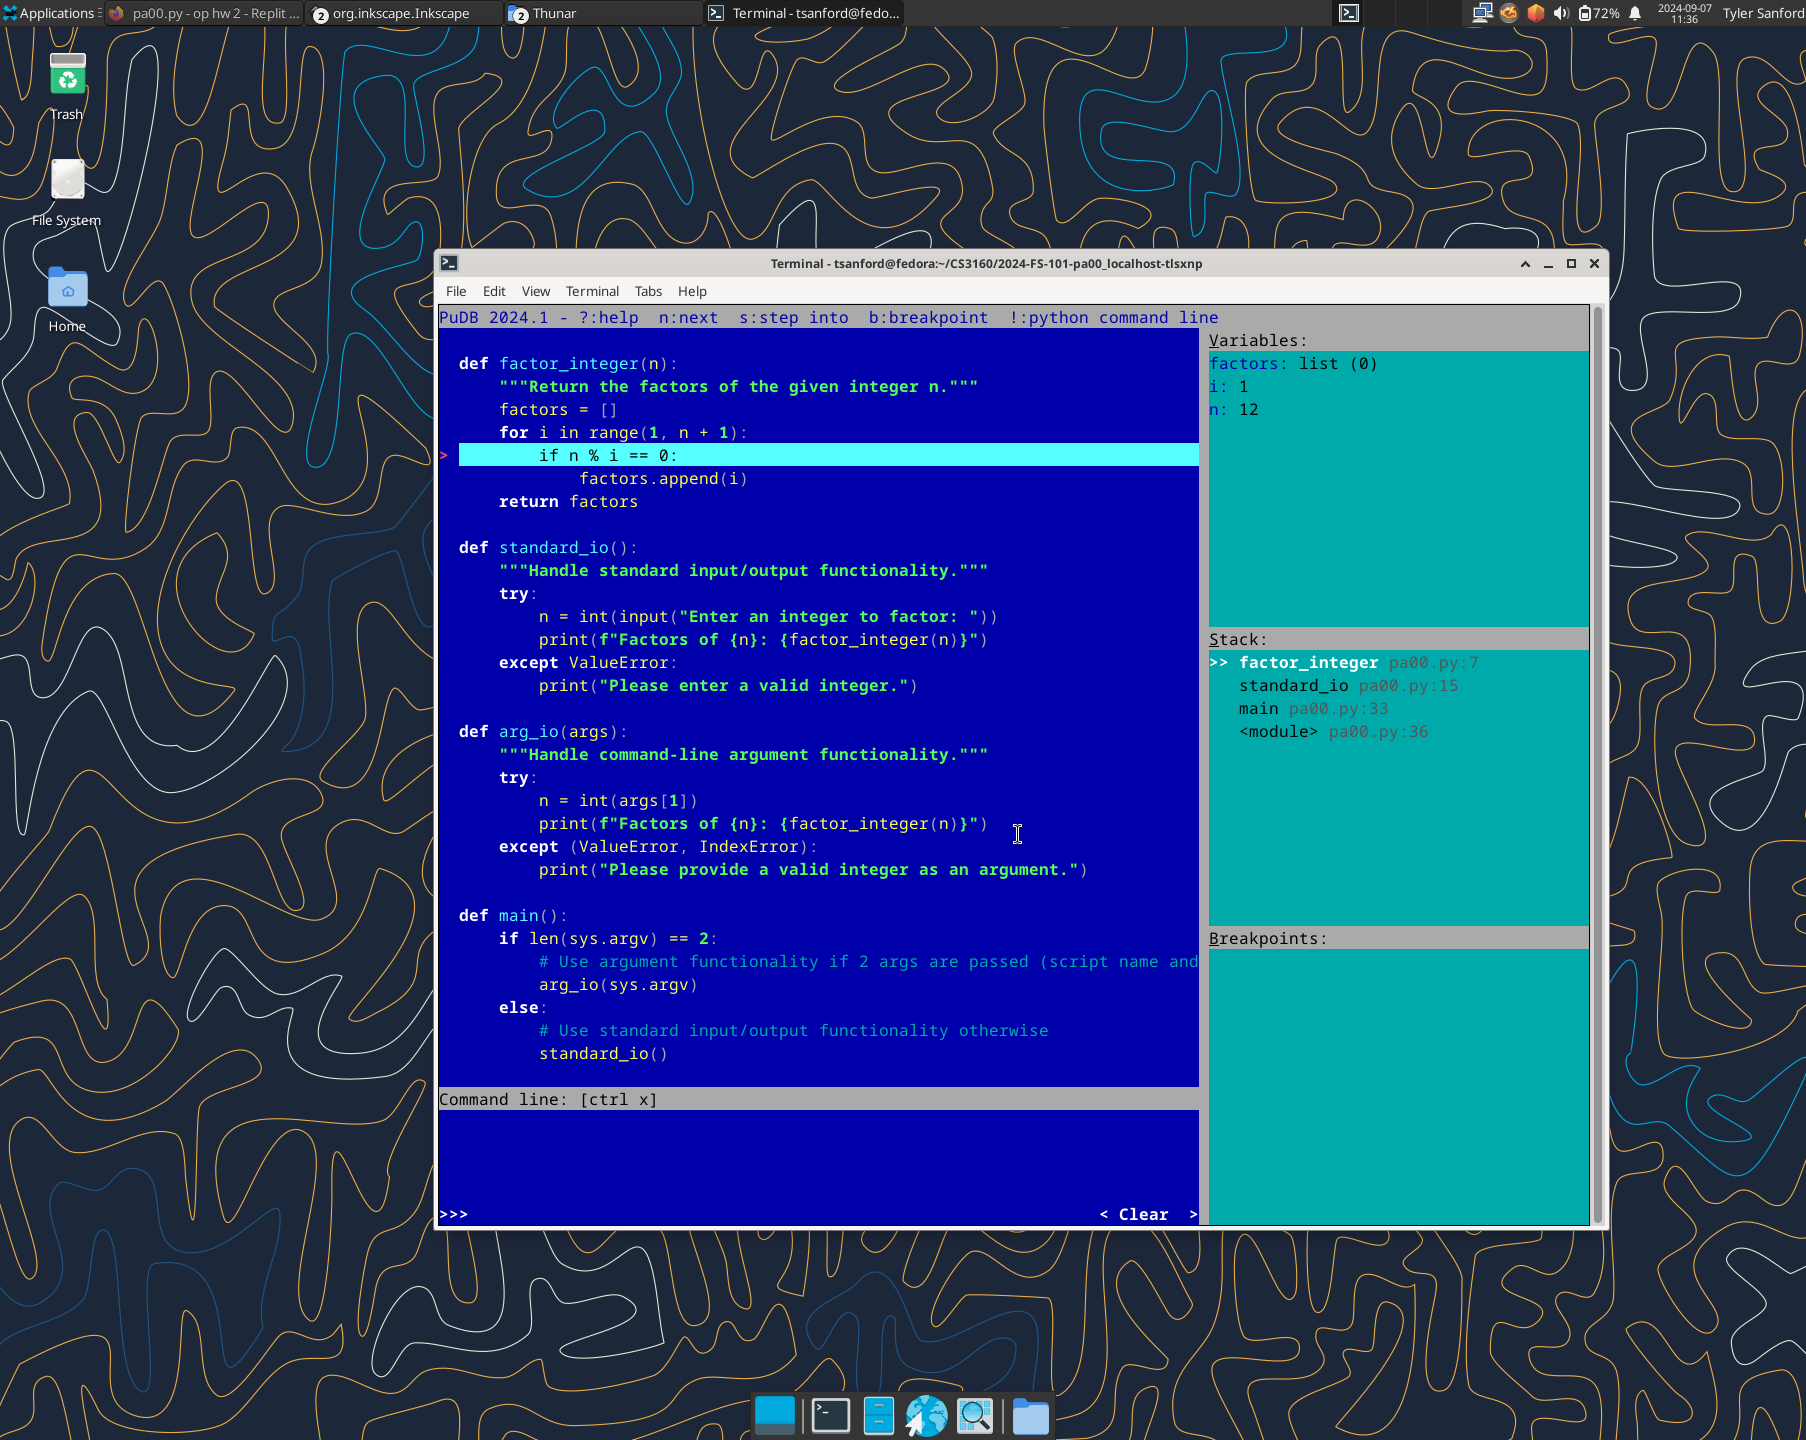 Applications
pa00.py - op hw 2 - Replit ...
2 org.inkscape.Inkscape
2 Thunar
Terminal - tsanford@fedo...
72%
2024-09-07
11:36
Tyler Sanford
Trash
File System
Home
Terminal - tsanford@fedora:~/CS3160/2024-FS-101-pa00_localhost-tlsxnp
File Edit View Terminal Tabs Help
PuDB 2024.1 - ?:help  n:next  s:step into  b:breakpoint  !:python command line
def factor_integer(n):
    """Return the factors of the given integer n."""
    factors = []
    for i in range(1, n + 1):
>       if n % i == 0:
            factors.append(i)
    return factors
def standard_io():
    """Handle standard input/output functionality."""
    try:
        n = int(input("Enter an integer to factor: "))
        print(f"Factors of {n}: {factor_integer(n)}")
    except ValueError:
        print("Please enter a valid integer.")
def arg_io(args):
    """Handle command-line argument functionality."""
    try:
        n = int(args[1])
        print(f"Factors of {n}: {factor_integer(n)}")
    except (ValueError, IndexError):
        print("Please provide a valid integer as an argument.")
def main():
    if len(sys.argv) == 2:
        # Use argument functionality if 2 args are passed (script name and
        arg_io(sys.argv)
    else:
        # Use standard input/output functionality otherwise
        standard_io()
Command line: [ctrl x]
>>> < Clear >
Variables:
factors: list (0)
i: 1
n: 12
Stack:
>> factor_integer pa00.py:7
standard_io pa00.py:15
main pa00.py:33
<module> pa00.py:36
Breakpoints: